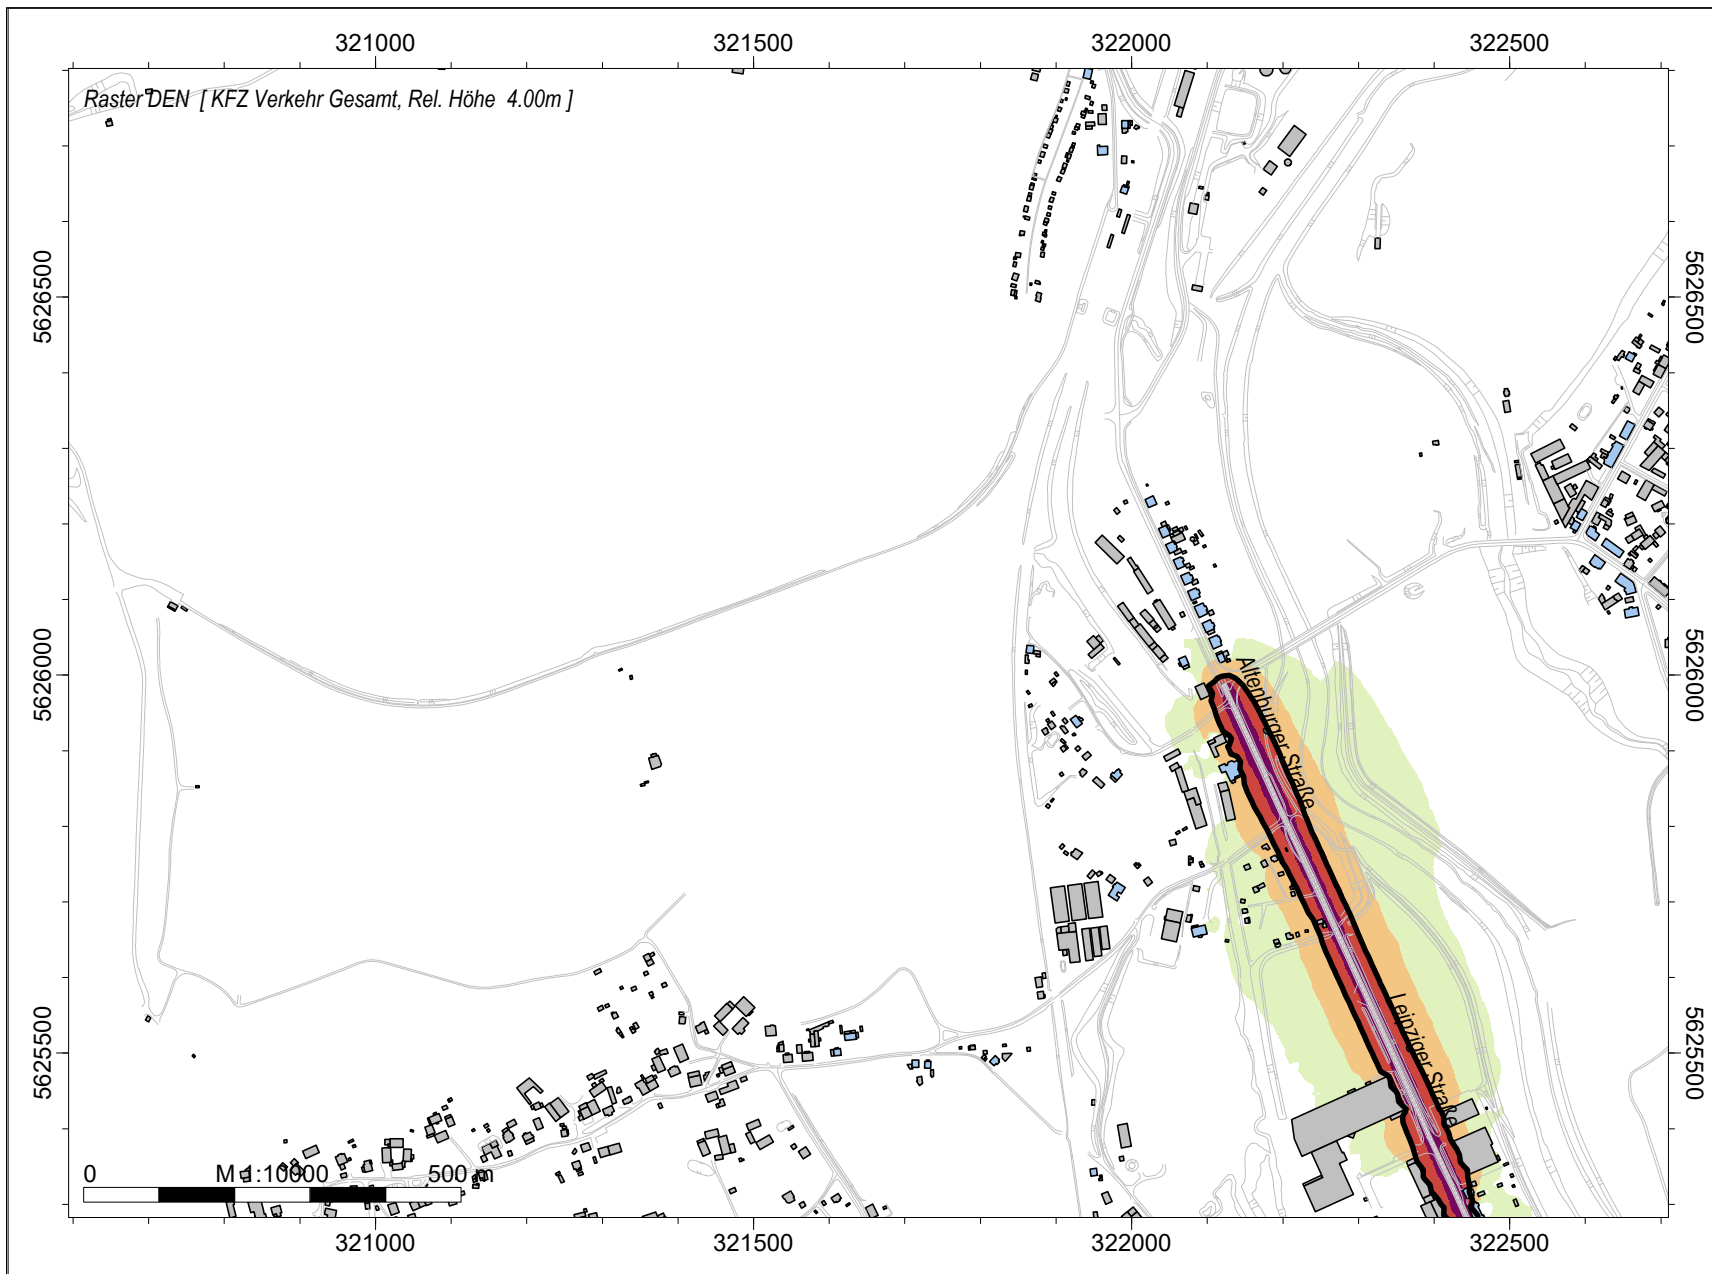 321000 321500 322000 322500
Raster DEN [ KFZ Verkehr Gesamt, Rel. Höhe 4.00m ]
5626500 5626500
5626000 5626000
Altenburger Straße
Leipziger Straße
5625500 5625500
0 M 1:10000 500 m
321000 321500 322000 322500